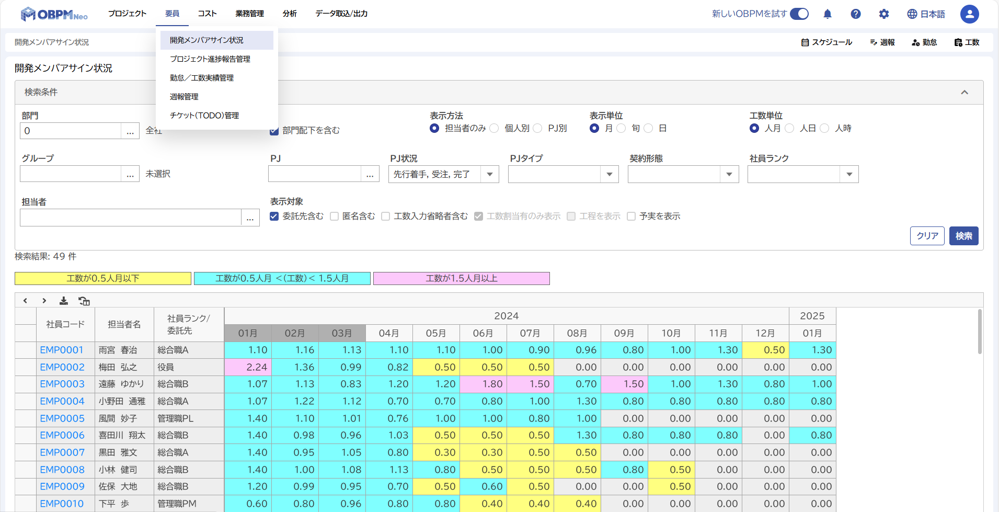 OBPM Neo プロジェクト 要員 コスト 業務管理 分析 データ取込/出力 新しいOBPMを試す 日本語
開発メンバアサイン状況
プロジェクト進捗報告管理
勤怠／工数実績管理
週報管理
チケット(TODO)管理
開発メンバアサイン状況 スケジュール 週報 勤怠 工数
開発メンバアサイン状況
検索条件
部門 表示方法 表示単位 工数単位
0 ... 全社 部門配下を含む 担当者のみ 個人別 PJ別 月 旬 日 人月 人日 人時
グループ PJ PJ状況 PJタイプ 契約形態 社員ランク
... 未選択 ... 先行着手, 受注, 完了
担当者 表示対象
... 委託先含む 匿名含む 工数入力省略者含む 工数割当有のみ表示 工程を表示 予実を表示
クリア 検索
検索結果: 49 件
工数が0.5人月以下 工数が0.5人月 <(工数)< 1.5人月 工数が1.5人月以上
社員コード 担当者名 社員ランク/
委託先 2024 2025
01月 02月 03月 04月 05月 06月 07月 08月 09月 10月 11月 12月 01月
EMP0001 雨宮 春治 総合職A 1.10 1.16 1.13 1.10 1.10 1.00 0.90 0.96 0.80 1.00 1.30 0.50 1.30
EMP0002 梅田 弘之 役員 2.24 1.36 0.99 0.82 0.50 0.50 0.50 0.00 0.00 0.00 0.00 0.00 0.00
EMP0003 遠藤 ゆかり 総合職B 1.07 1.13 0.83 1.20 1.20 1.80 1.50 0.70 1.50 1.00 1.30 0.80 1.00
EMP0004 小野田 通雅 総合職A 1.07 1.22 1.12 0.70 0.70 0.80 1.00 1.30 0.80 0.80 0.80 0.80 0.80
EMP0005 風間 妙子 管理職PL 1.40 1.10 1.01 0.76 1.00 1.00 0.80 1.00 0.00 0.00 0.00 0.00 0.00
EMP0006 喜田川 翔太 総合職B 1.40 0.98 0.96 1.03 0.50 0.50 0.50 1.30 0.80 0.80 0.80 0.00 0.80
EMP0007 黒田 雅文 総合職A 1.40 0.95 1.05 0.80 0.30 0.30 0.50 0.50 0.00 0.00 0.00 0.00 0.00
EMP0008 小林 健司 総合職B 1.40 1.00 1.08 1.13 0.80 0.50 0.50 0.50 0.80 0.50 0.00 0.00 0.00
EMP0009 佐保 大地 総合職B 1.20 0.99 0.95 0.70 0.50 0.60 0.50 0.00 0.00 0.50 0.00 0.00 0.00
EMP0010 下平 歩 管理職PM 0.60 0.80 0.96 0.80 0.80 0.40 0.40 0.40 0.00 0.00 0.00 0.00 0.00